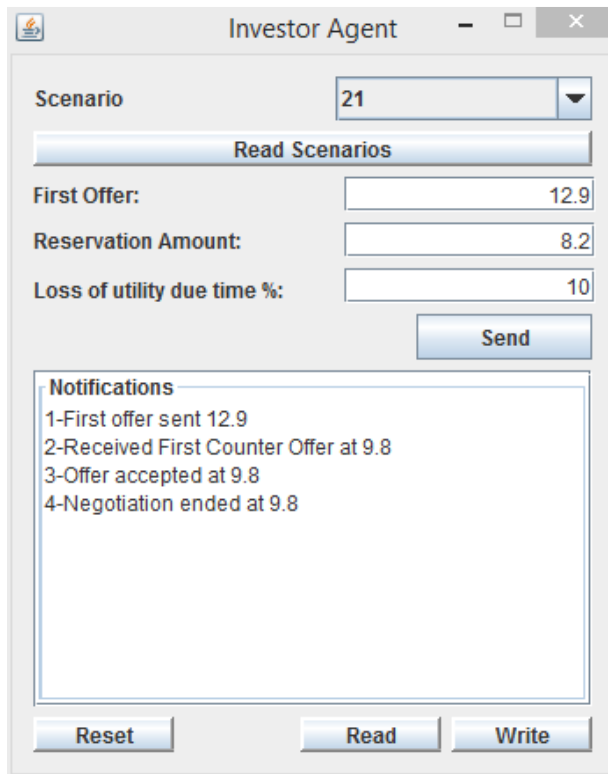 Investor Agent
Scenario 21
Read Scenarios
First Offer: 12.9
Reservation Amount: 8.2
Loss of utility due time %: 10
Send
Notifications
1-First offer sent 12.9
2-Received First Counter Offer at 9.8
3-Offer accepted at 9.8
4-Negotiation ended at 9.8
Reset Read Write